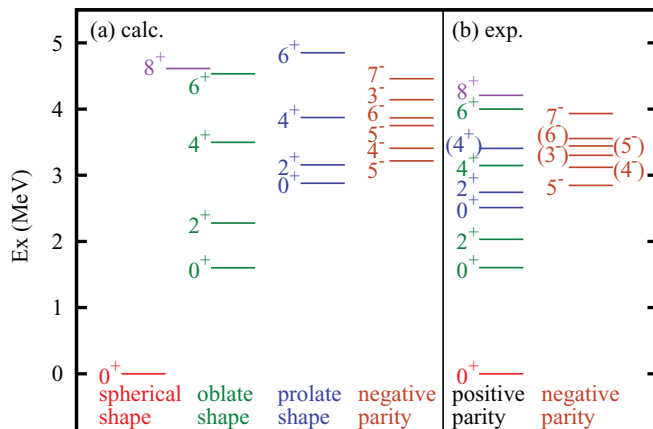 (a) calc.
(b) exp.
5
4
3
2
1
0
Ex (MeV)
8⁺
0⁺
6⁺
4⁺
2⁺
0⁺
6⁺
4⁺
2⁺
0⁺
7⁻
3⁻
6⁻
5⁻
4⁻
5⁻
8⁺
6⁺
(4⁺)
4⁺
2⁺
0⁺
2⁺
0⁺
0⁺
7⁻
(6⁻)
(5⁻)
(3⁻)
(4⁻)
5⁻
spherical
shape
oblate
shape
prolate
shape
negative
parity
positive
parity
negative
parity